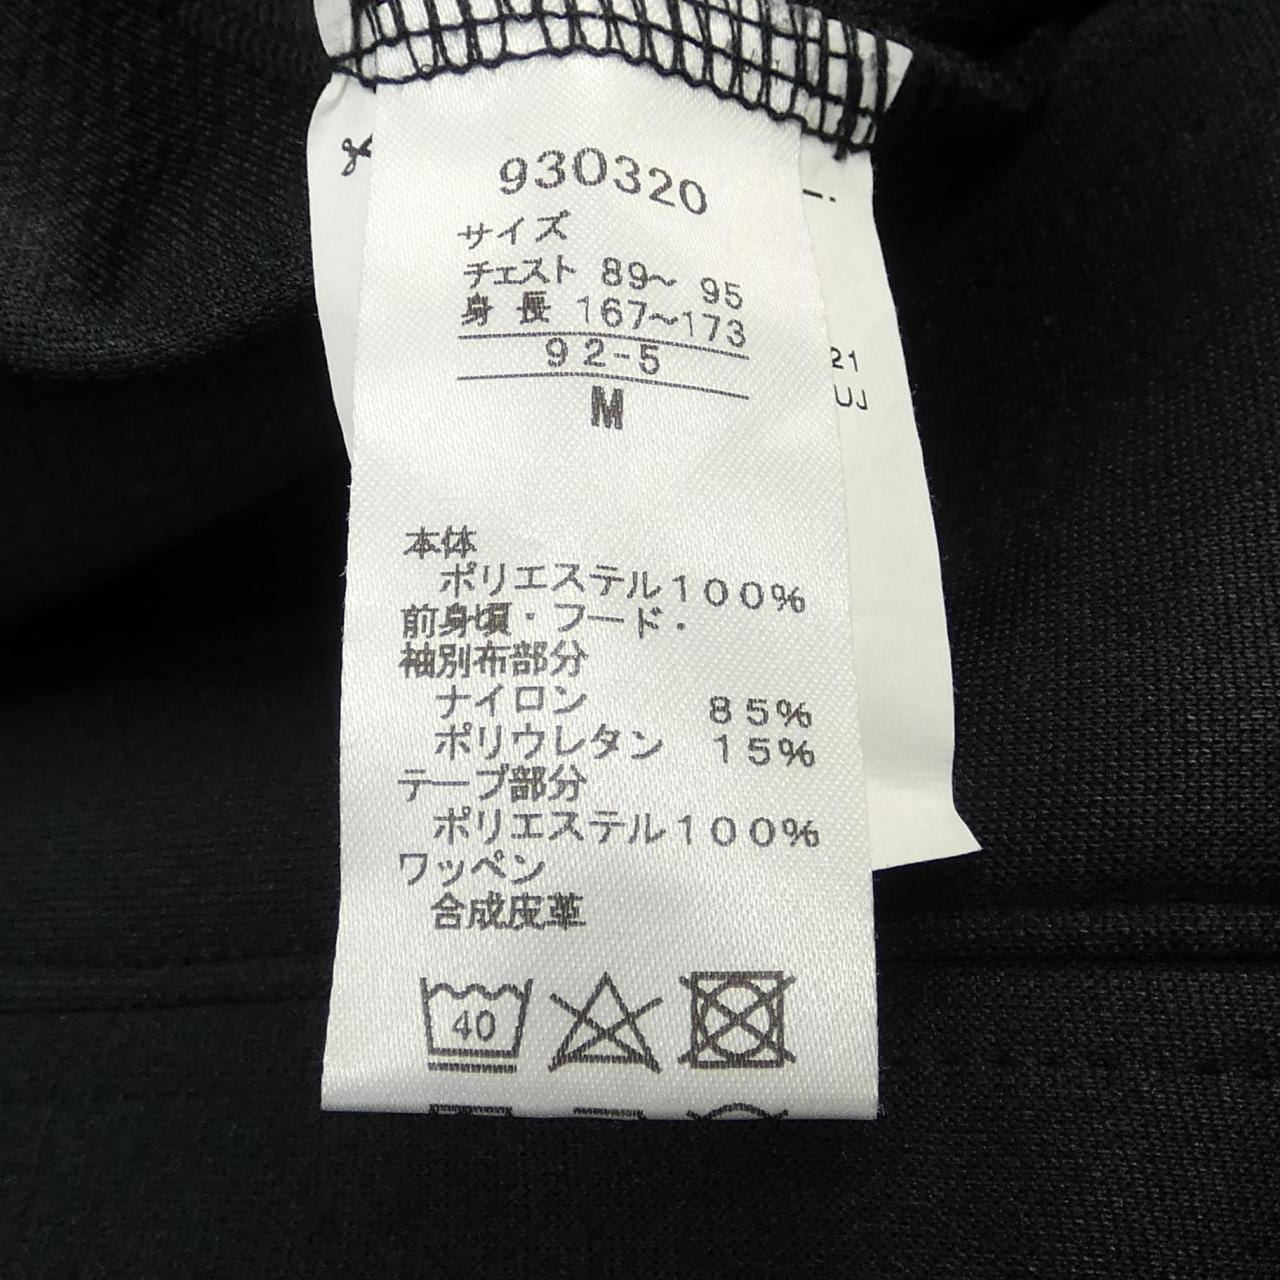 930320
サイズ
チェスト 89～ 95
身 長 167～173
92-5
M
本体
ポリエステル100%
前身頃・フード・
袖別布部分
ナイロン 85%
ポリウレタン 15%
テープ部分
ポリエステル100%
ワッペン
合成皮革
40
21
UJ